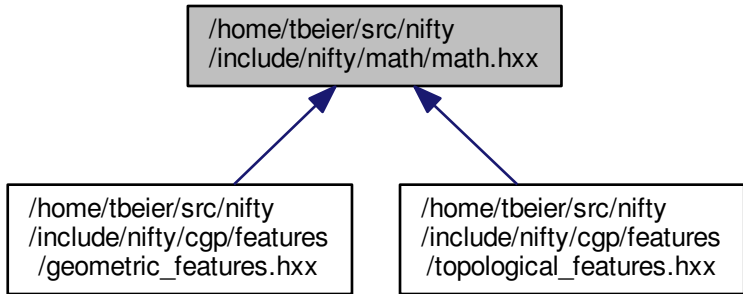 /home/tbeier/src/nifty
/include/nifty/math/math.hxx
/home/tbeier/src/nifty
/include/nifty/cgp/features
/geometric_features.hxx
/home/tbeier/src/nifty
/include/nifty/cgp/features
/topological_features.hxx